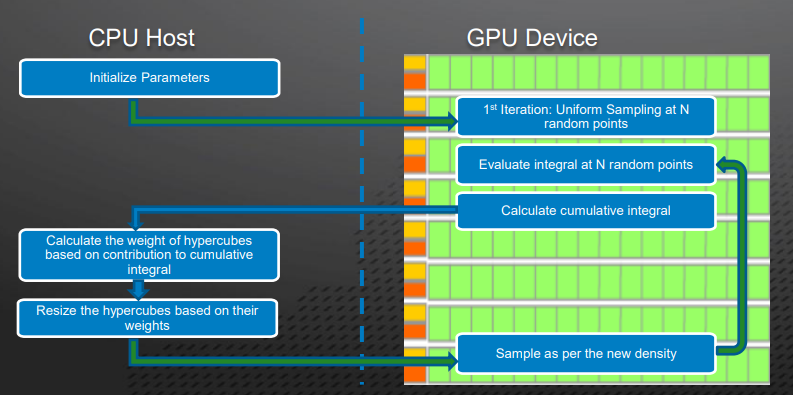 CPU Host
GPU Device
Initialize Parameters
1st Iteration: Uniform Sampling at N
random points
Evaluate integral at N random points
Calculate cumulative integral
Calculate the weight of hypercubes
based on contribution to cumulative
integral
Resize the hypercubes based on their
weights
Sample as per the new density